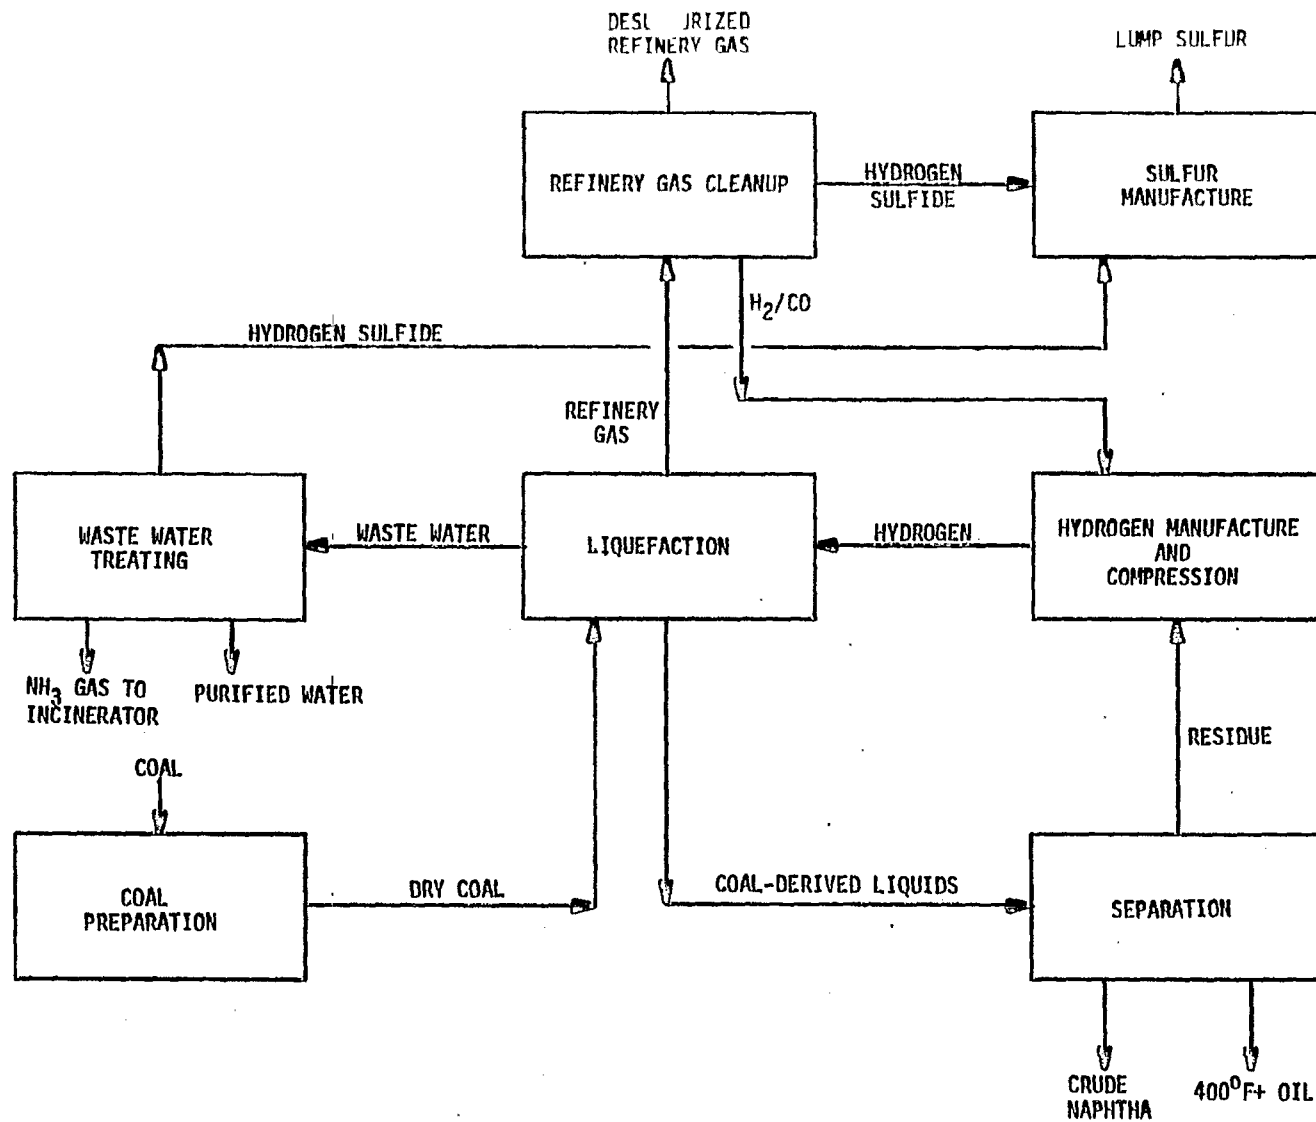 REFINERY GAS
LUMP SULFUR
REFINERY GAS CLEANUP
HYDROGEN
SULFIDE
SULFUR
MANUFACTURE
H₂/CO
HYDROGEN SULFIDE
REFINERY
GAS
WASTE WATER
TREATING
WASTE WATER
LIQUEFACTION
HYDROGEN
HYDROGEN MANUFACTURE
AND
COMPRESSION
NH₃ GAS TO
INCINERATOR
PURIFIED WATER
RESIDUE
COAL
COAL
PREPARATION
DRY COAL
COAL-DERIVED LIQUIDS
SEPARATION
CRUDE
NAPHTHA
400⁰F+ OIL